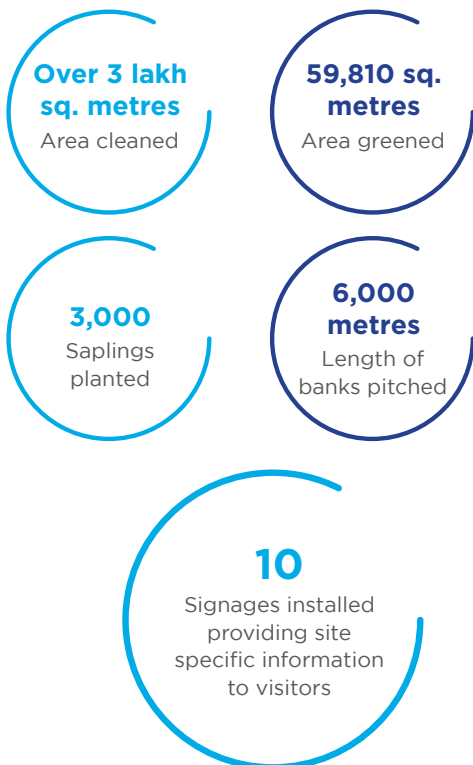 Over 3 lakh
sq. metres
Area cleaned
59,810 sq.
metres
Area greened
3,000
Saplings
planted
6,000
metres
Length of
banks pitched
10
Signages installed
providing site
specific information
to visitors